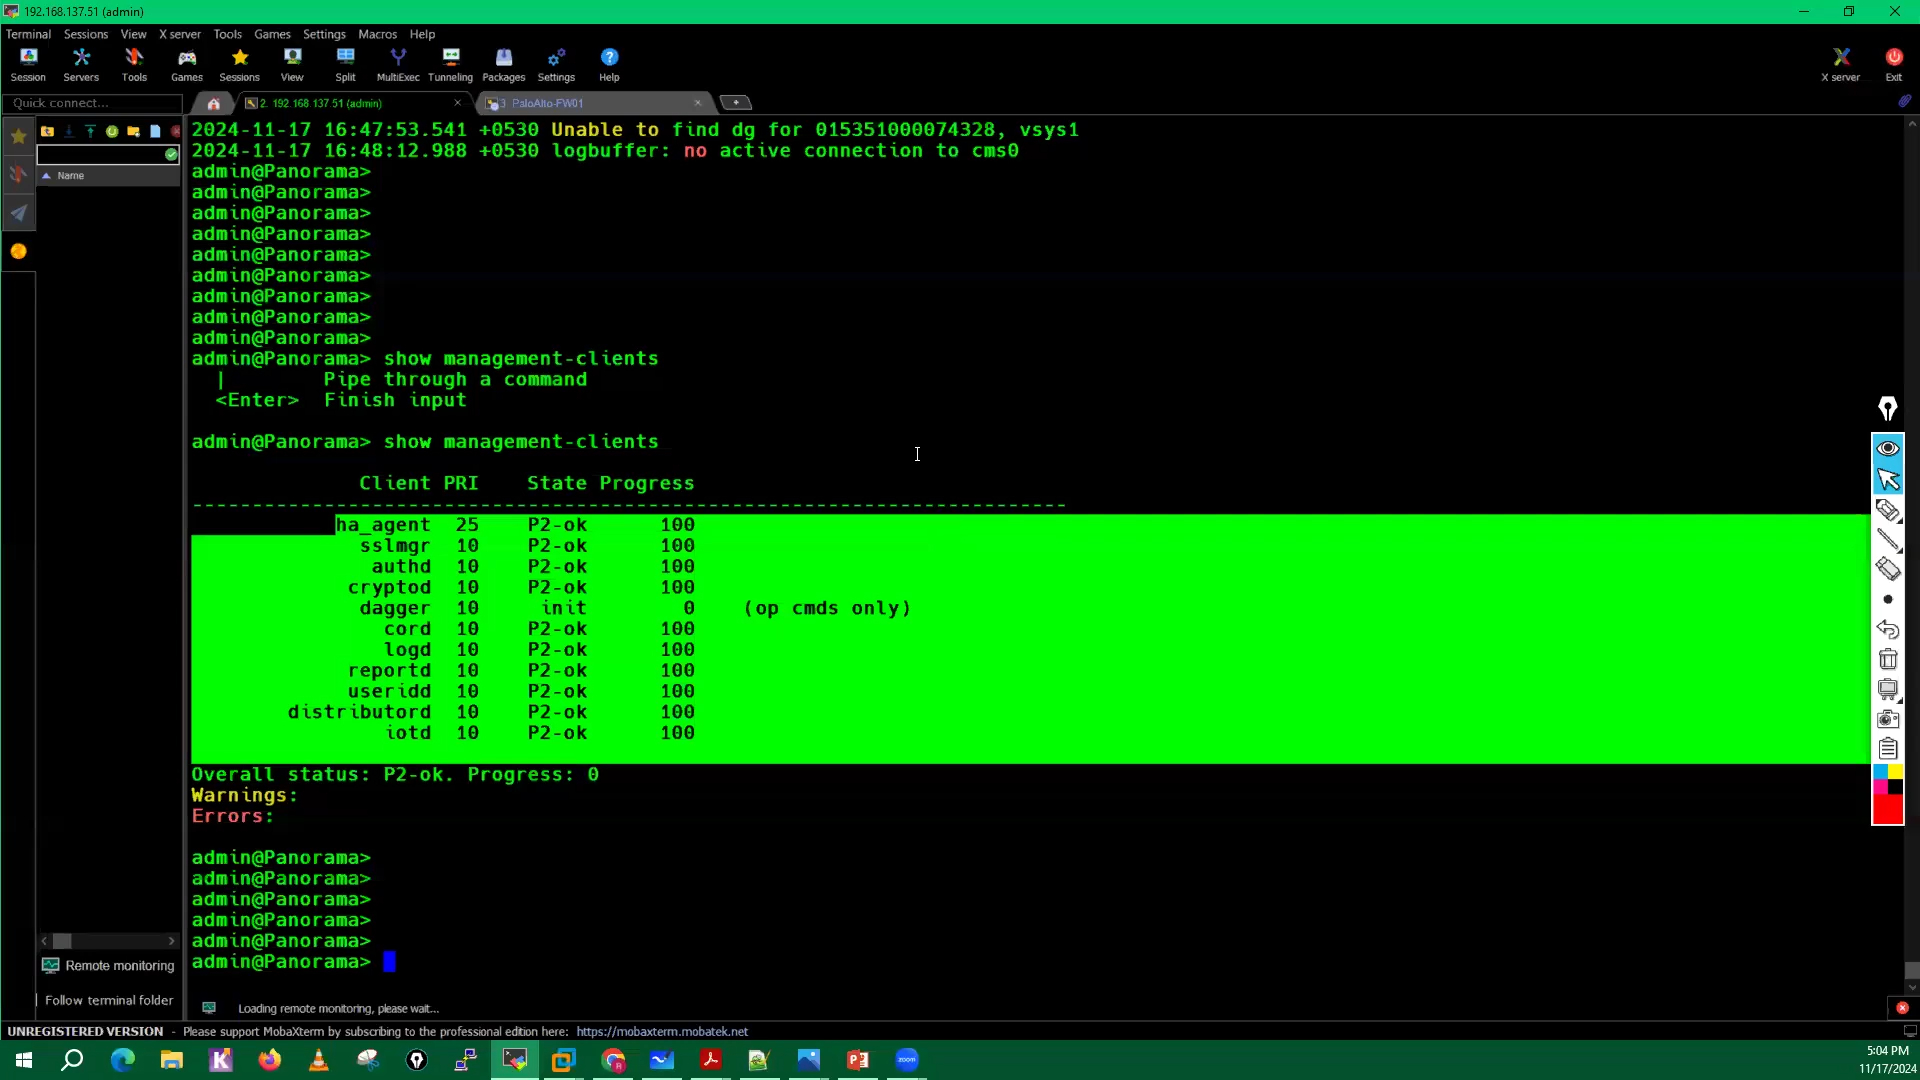 192.168.137.51 (admin)
Terminal Sessions View X server Tools Games Settings Macros Help
Session Servers Tools Games Sessions View Split MultiExec Tunneling Packages Settings Help X server Exit
Quick connect... 2. 192.168.137.51 (admin) 3 PaloAlto-FW01
2024-11-17 16:47:53.541 +0530 Unable to find dg for 015351000074328, vsys1
2024-11-17 16:48:12.988 +0530 logbuffer: no active connection to cms0
Name
admin@Panorama>
admin@Panorama>
admin@Panorama>
admin@Panorama>
admin@Panorama>
admin@Panorama>
admin@Panorama>
admin@Panorama>
admin@Panorama>
admin@Panorama> show management-clients
| Pipe through a command
<Enter> Finish input
admin@Panorama> show management-clients
Client PRI State Progress
------------------------------------------------------------------------
ha_agent 25 P2-ok 100
sslmgr 10 P2-ok 100
authd 10 P2-ok 100
cryptod 10 P2-ok 100
dagger 10 init 0 (op cmds only)
cord 10 P2-ok 100
logd 10 P2-ok 100
reportd 10 P2-ok 100
useridd 10 P2-ok 100
distributord 10 P2-ok 100
iotd 10 P2-ok 100
Overall status: P2-ok. Progress: 0
Warnings:
Errors:
admin@Panorama>
admin@Panorama>
admin@Panorama>
admin@Panorama>
admin@Panorama>
admin@Panorama>
Remote monitoring
Follow terminal folder
Loading remote monitoring, please wait...
UNREGISTERED VERSION - Please support MobaXterm by subscribing to the professional edition here: https://mobaxterm.mobatek.net
zoom
5:04 PM
11/17/2024